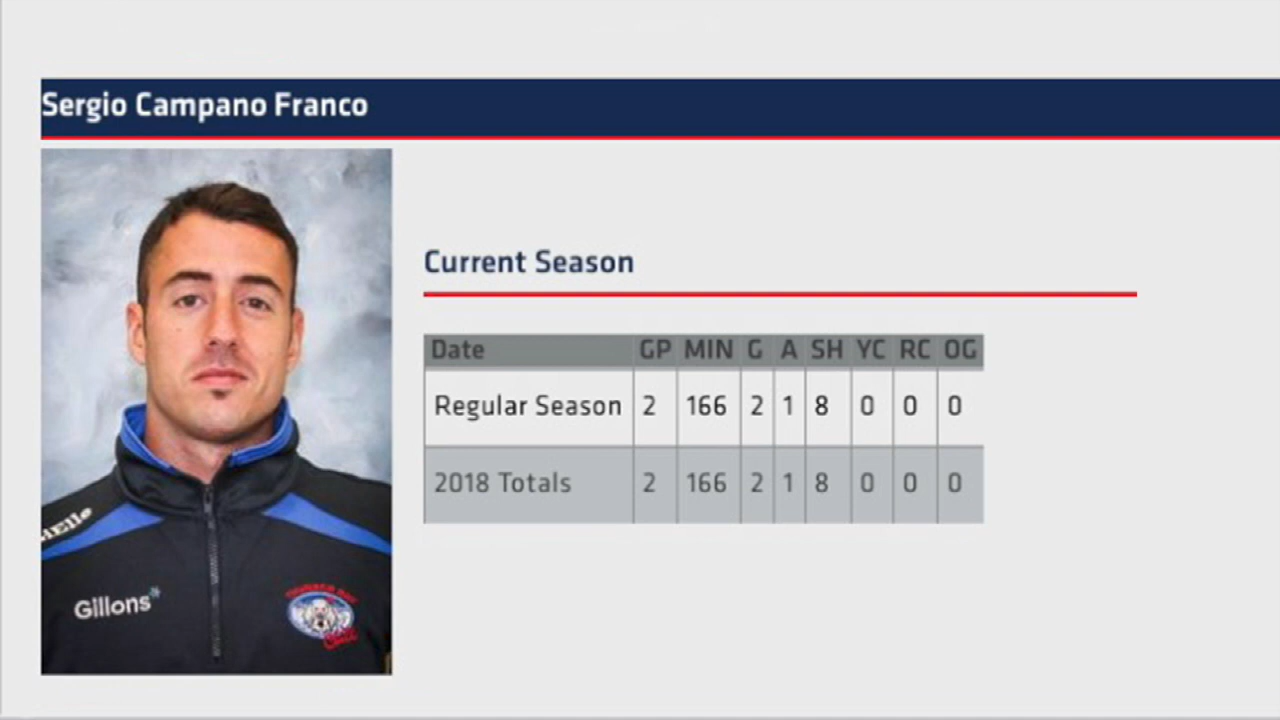 Sergio Campano Franco
Current Season
Date GP MIN G A SH YC RC OG
Regular Season 2 166 2 1 8 0 0 0
2018 Totals 2 166 2 1 8 0 0 0
Gillons